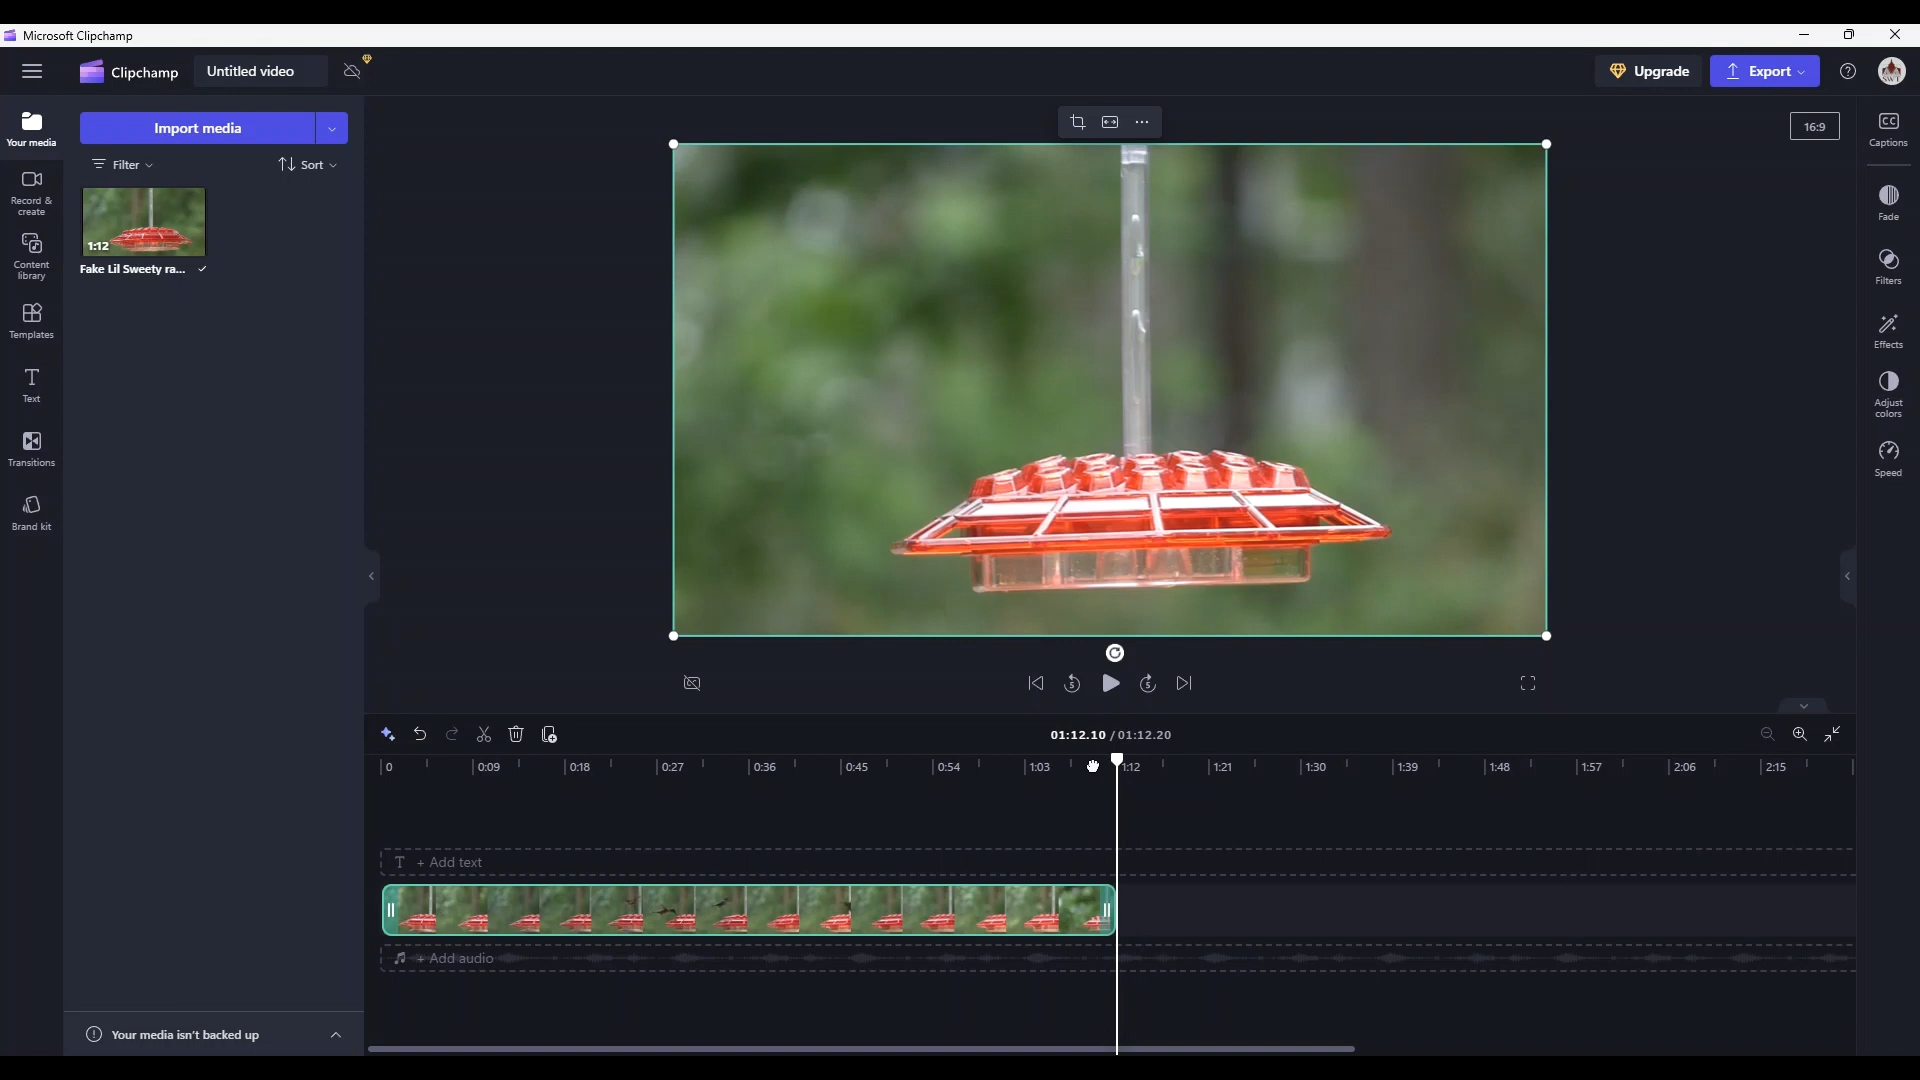 Microsoft Clipchamp
Clipchamp
Untitled video
Upgrade
Export
Your media
Import media
Filter
Sort
1:12
Fake Lil Sweety ra...
Record & create
Content library
Templates
Text
Transitions
Brand kit
16:9
CC
Captions
Fade
Filters
Effects
Adjust colors
Speed
5
5
01:12.10 / 01:12.20
0 0:09 0:18 0:27 0:36 0:45 0:54 1:03 1:12 1:21 1:30 1:39 1:48 1:57 2:06 2:15
T + Add text
+ Add audio
Your media isn't backed up